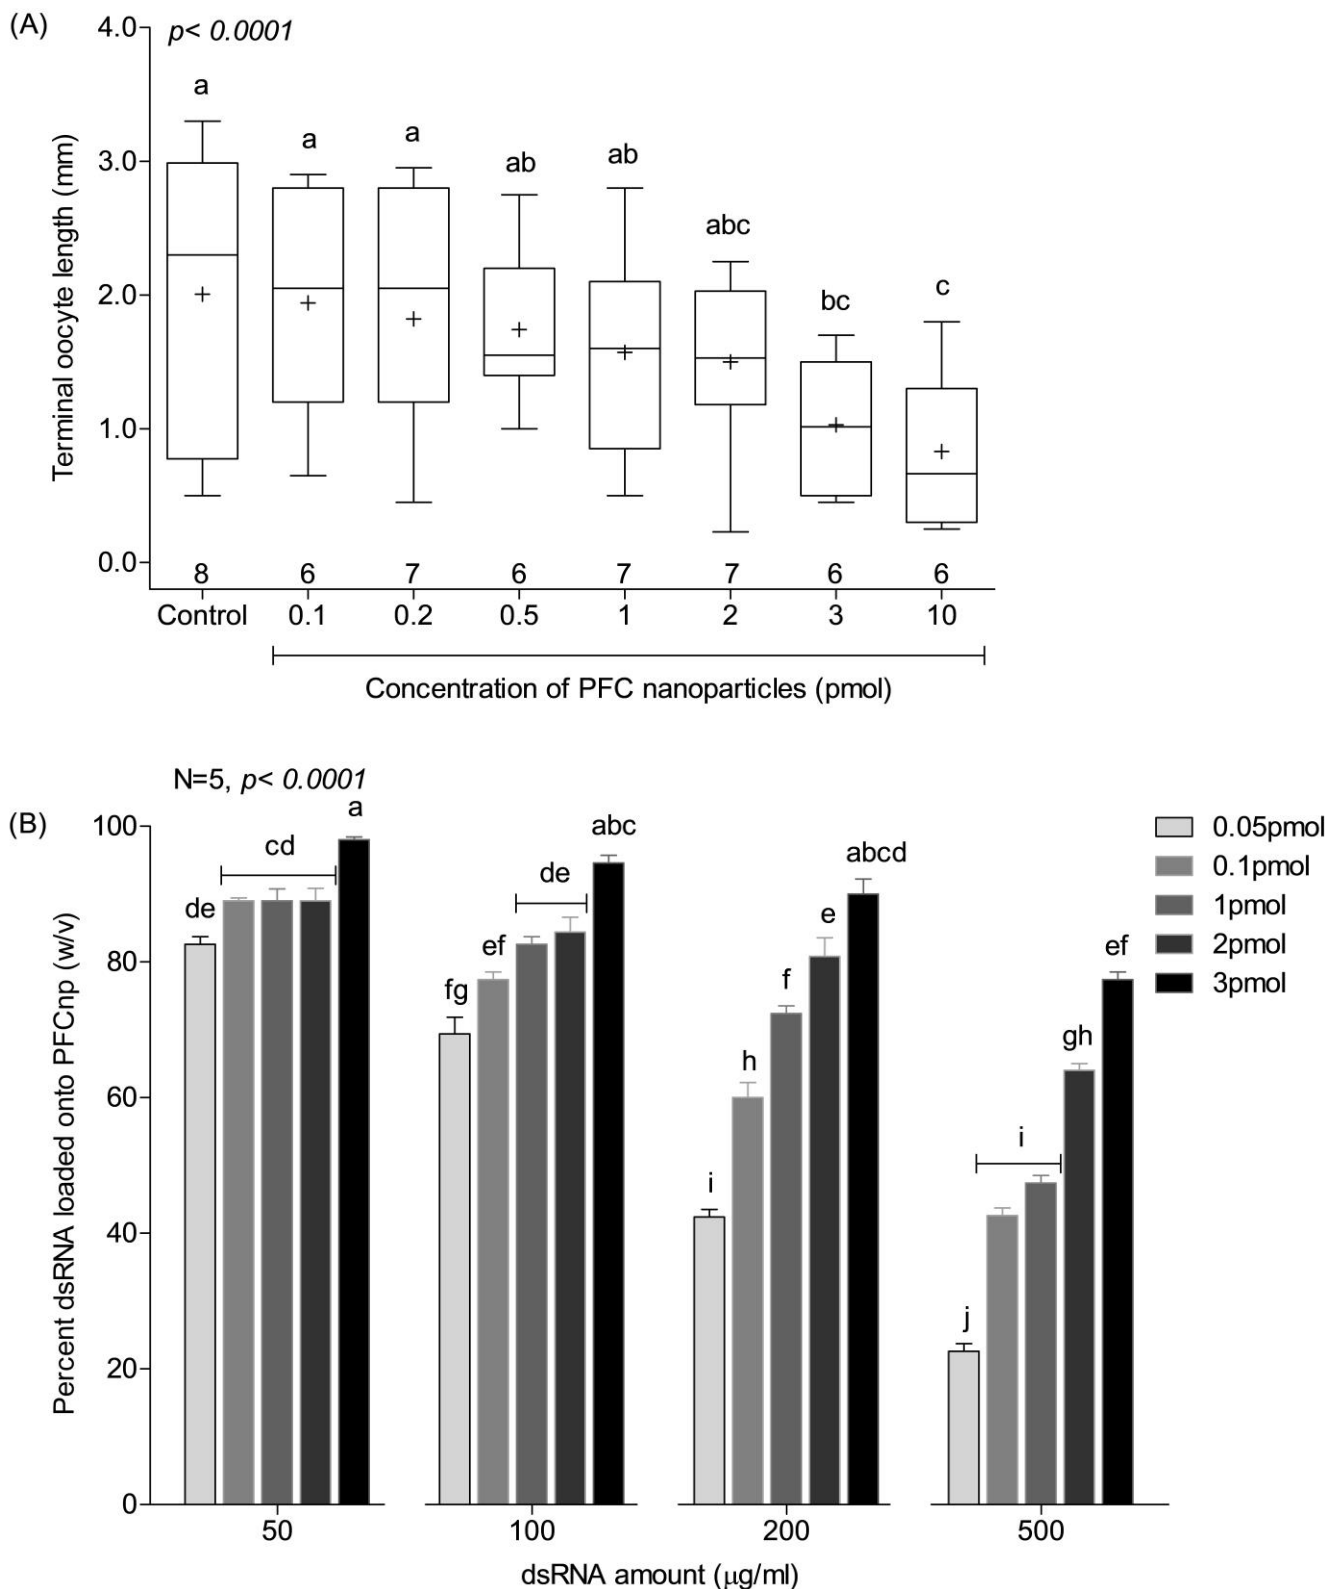 (A)
p< 0.0001
Terminal oocyte length (mm)
4.0
3.0
2.0
1.0
0.0
a a a ab ab abc bc c
8 6 7 6 7 7 6 6
Control 0.1 0.2 0.5 1 2 3 10
Concentration of PFC nanoparticles (pmol)
(B)
N=5, p< 0.0001
Percent dsRNA loaded onto PFCnp (w/v)
100
80
60
40
20
0
de cd a
fg ef de abc
i h f e abcd
j i gh ef
50 100 200 500
dsRNA amount (μg/ml)
0.05pmol
0.1pmol
1pmol
2pmol
3pmol